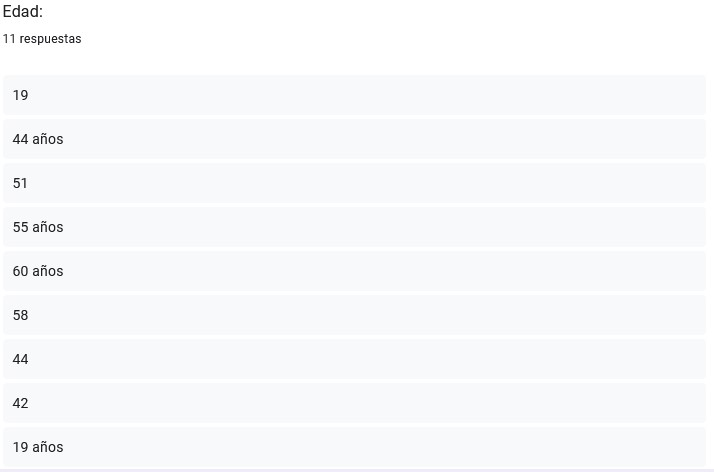 Edad:
11 respuestas
19
44 años
51
55 años
60 años
58
44
42
19 años